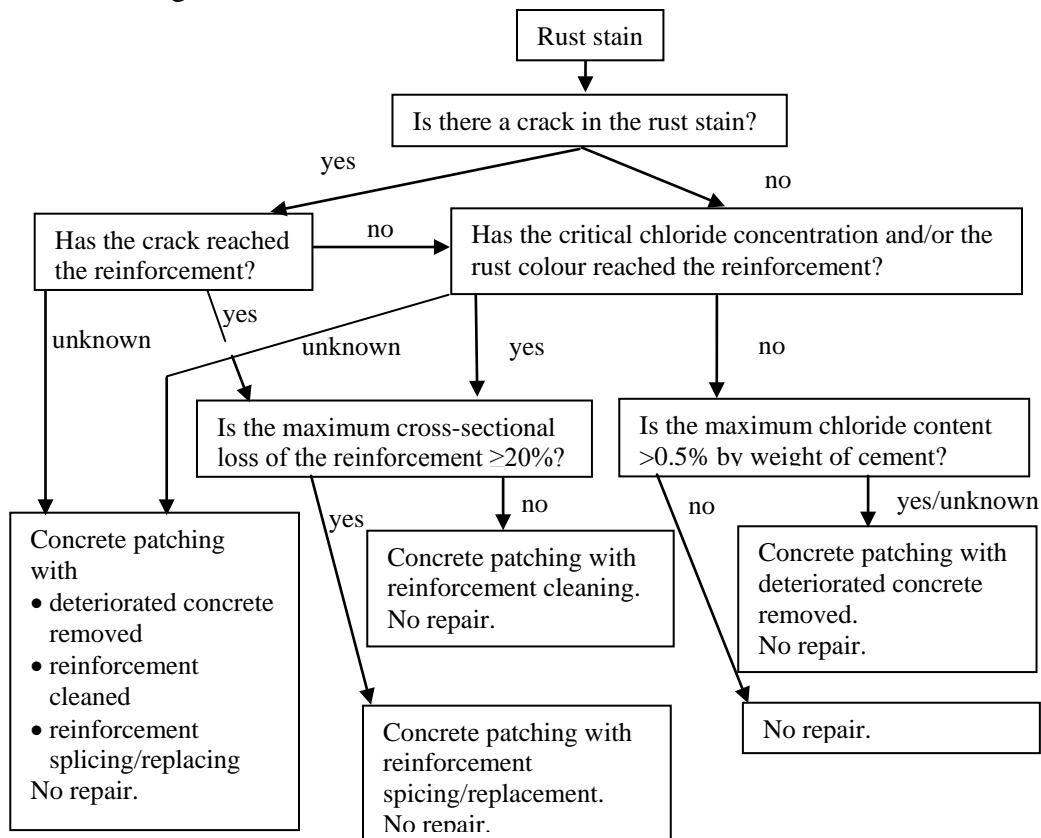 Rust stain
Is there a crack in the rust stain?
yes
no
Has the crack reached
the reinforcement?
no
Has the critical chloride concentration and/or the
rust colour reached the reinforcement?
unknown
yes
unknown
yes
no
Is the maximum cross-sectional
loss of the reinforcement ≥20%?
Is the maximum chloride content
>0.5% by weight of cement?
yes
no
no
yes/unknown
Concrete patching
with
• deteriorated concrete
removed
• reinforcement
cleaned
• reinforcement
splicing/replacing
No repair.
Concrete patching with
reinforcement cleaning.
No repair.
Concrete patching with
deteriorated concrete
removed.
No repair.
Concrete patching with
reinforcement
spicing/replacement.
No repair.
No repair.